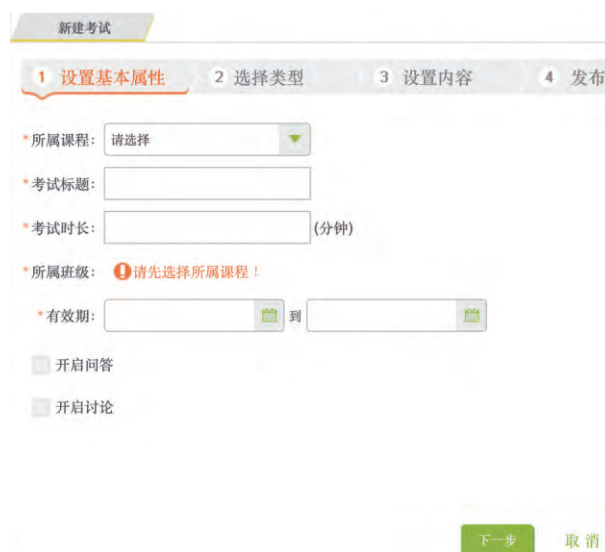 新建考试
1 设置基本属性 2 选择类型 3 设置内容 4 发布
*所属课程: 请选择
*考试标题:
*考试时长: (分钟)
*所属班级: 请先选择所属课程！
*有效期: 到
开启问答
开启讨论
下一步 取消